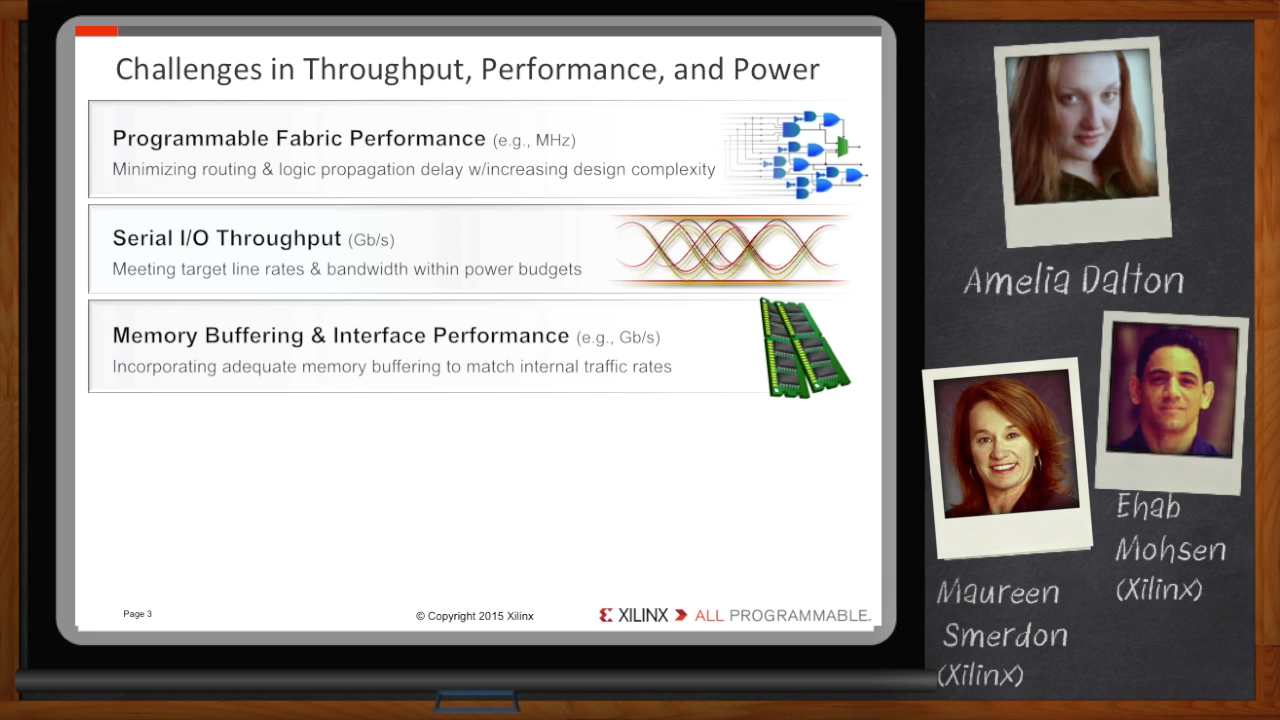 Challenges in Throughput, Performance, and Power
Programmable Fabric Performance (e.g., MHz)
Minimizing routing & logic propagation delay w/increasing design complexity
Serial I/O Throughput (Gb/s)
Meeting target line rates & bandwidth within power budgets
Memory Buffering & Interface Performance (e.g., Gb/s)
Incorporating adequate memory buffering to match internal traffic rates
Page 3
© Copyright 2015 Xilinx
XILINX ALL PROGRAMMABLE.
Amelia Dalton
Ehab
Mohsen
(Xilinx)
Maureen
Smerdon
(Xilinx)